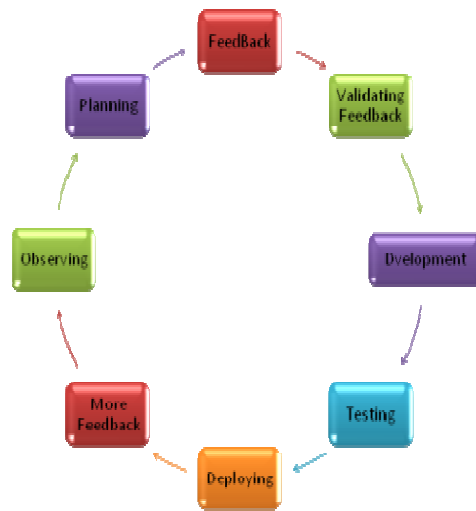 FeedBack
Validating
Feedback
Dvelopment
Testing
Deploying
More
Feedback
Observing
Planning